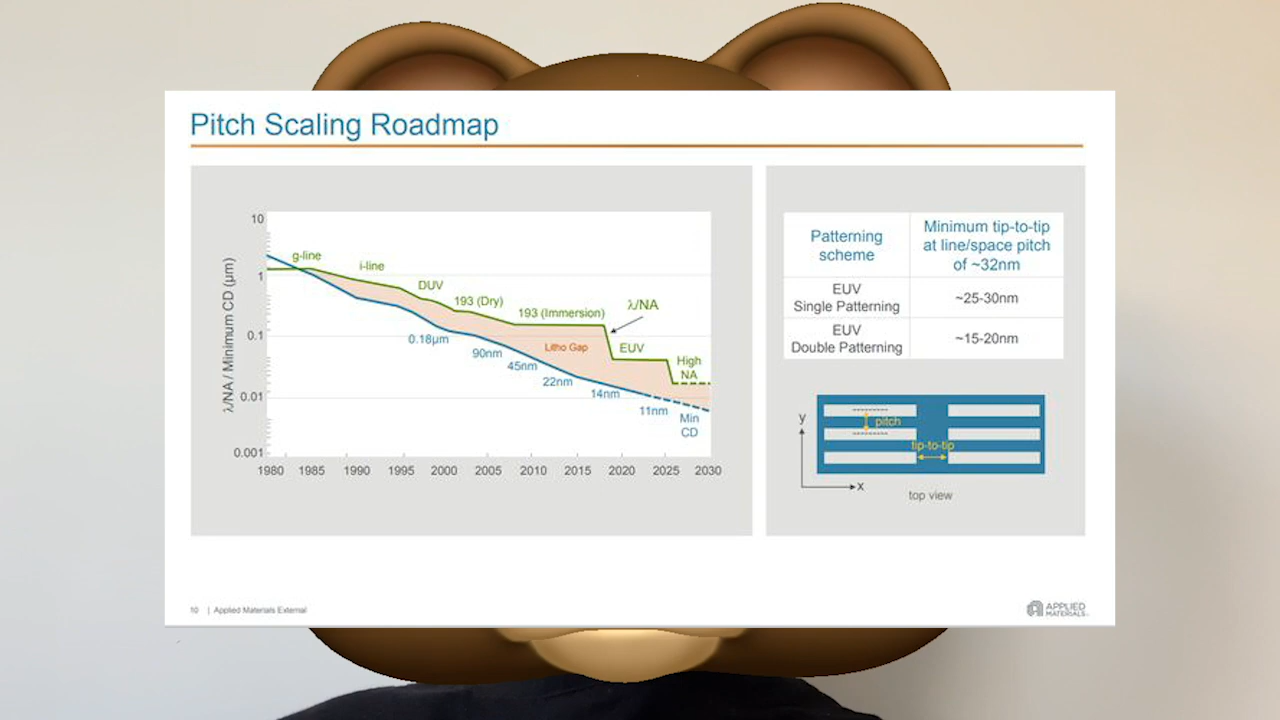 Pitch Scaling Roadmap
λ/NA / Minimum CD (µm)
10
1
0.1
0.01
0.001
g-line
i-line
DUV
193 (Dry)
193 (Immersion)
λ/NA
EUV
High
NA
Litho Gap
0.18µm
90nm
45nm
22nm
14nm
11nm
Min
CD
1980 1985 1990 1995 2000 2005 2010 2015 2020 2025 2030
Patterning
scheme
Minimum tip-to-tip
at line/space pitch
of ~32nm
EUV
Single Patterning
~25-30nm
EUV
Double Patterning
~15-20nm
y
pitch
tip-to-tip
x
top view
10 | Applied Materials External
APPLIED
MATERIALS